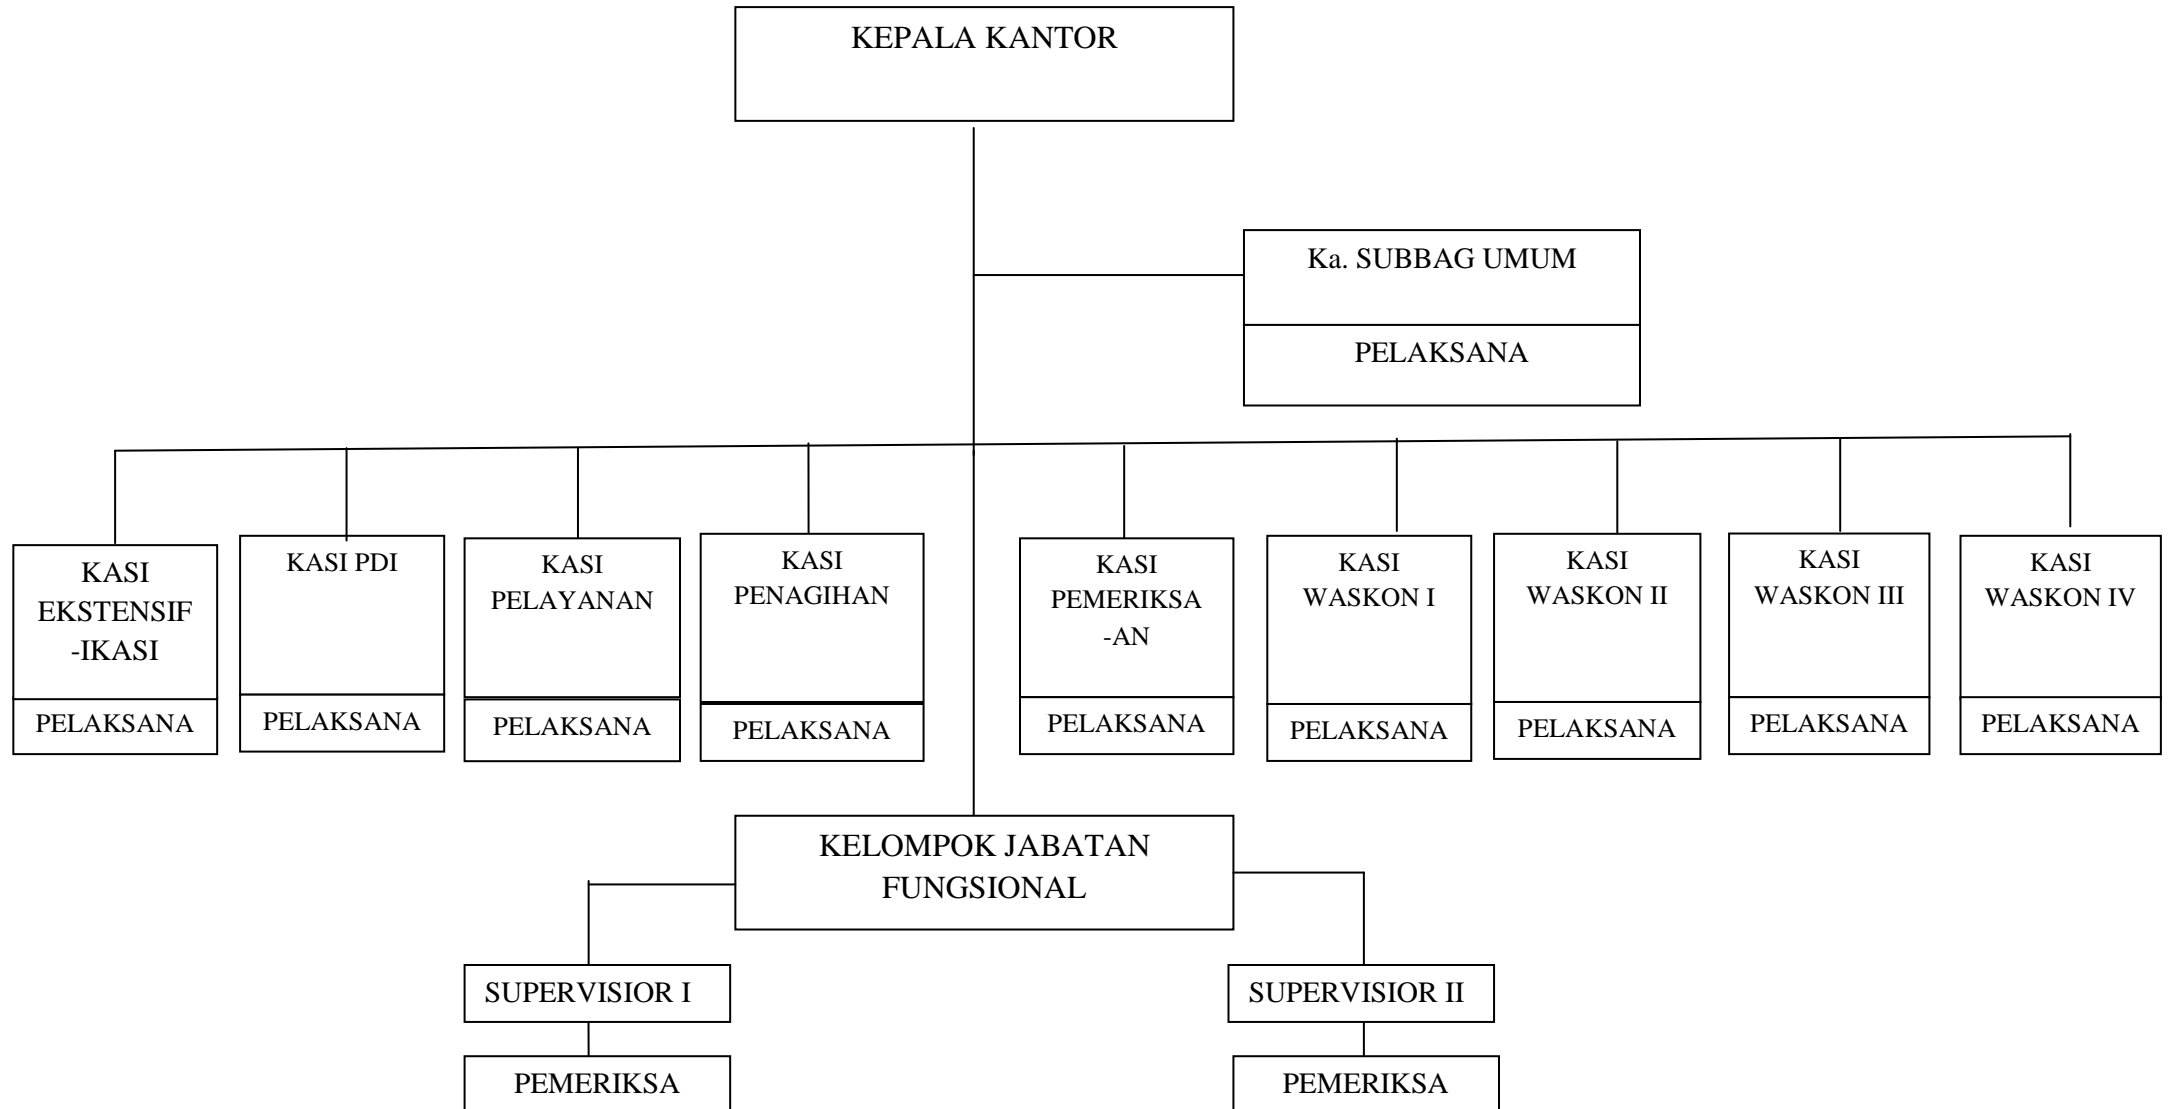 KEPALA KANTOR
Ka. SUBBAG UMUM
PELAKSANA
KASI
EKSTENSIF
-IKASI
PELAKSANA
KASI PDI
PELAKSANA
KASI
PELAYANAN
PELAKSANA
KASI
PENAGIHAN
PELAKSANA
KASI
PEMERIKSA
-AN
PELAKSANA
KASI
WASKON I
PELAKSANA
KASI
WASKON II
PELAKSANA
KASI
WASKON III
PELAKSANA
KASI
WASKON IV
PELAKSANA
KELOMPOK JABATAN
FUNGSIONAL
SUPERVISIOR I
PEMERIKSA
SUPERVISIOR II
PEMERIKSA